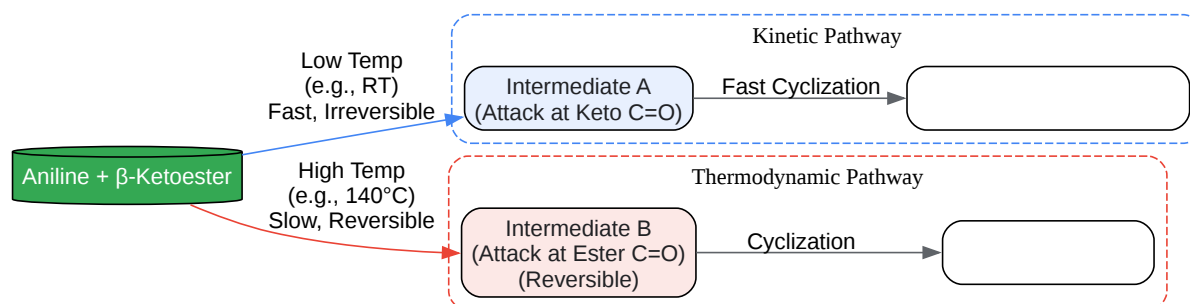 Kinetic Pathway
Low Temp
(e.g., RT)
Fast, Irreversible
Intermediate A
(Attack at Keto C=O)
Fast Cyclization
Aniline + β-Ketoester
High Temp
(e.g., 140°C)
Slow, Reversible
Thermodynamic Pathway
Intermediate B
(Attack at Ester C=O)
(Reversible)
Cyclization